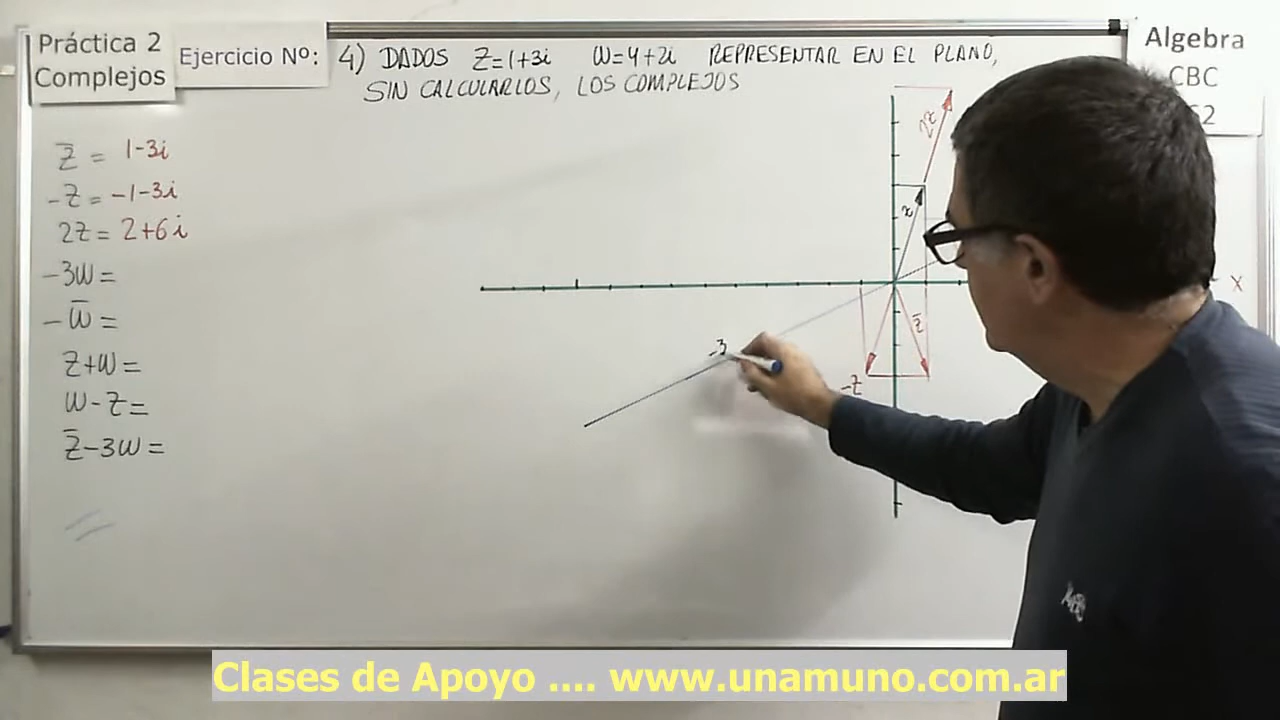 Práctica 2
Complejos
Ejercicio Nº:
4) DADOS Z=1+3i W=4+2i REPRESENTAR EN EL PLANO,
SIN CALCULARLOS, LOS COMPLEJOS
Algebra
CBC
z̅ = 1-3i
-Z = -1-3i
2Z = 2+6i
-3W =
-W̅ =
Z+W =
W-Z =
Z̅-3W =
2Z
X
z̅
-Z
-3
Clases de Apoyo .... www.unamuno.com.ar